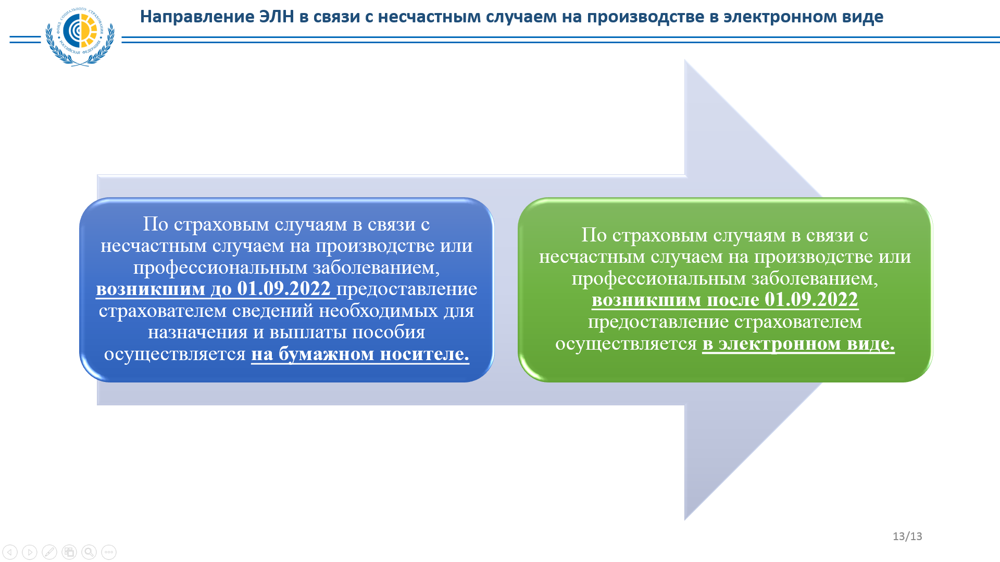 Направление ЭЛН в связи с несчастным случаем на производстве в электронном виде
ФОНД СОЦИАЛЬНОГО СТРАХОВАНИЯ
РОССИЙСКАЯ ФЕДЕРАЦИЯ
По страховым случаям в связи с
несчастным случаем на производстве или
профессиональным заболеванием,
возникшим до 01.09.2022 предоставление
страхователем сведений необходимых для
назначения и выплаты пособия
осуществляется на бумажном носителе.
По страховым случаям в связи с
несчастным случаем на производстве или
профессиональным заболеванием,
возникшим после 01.09.2022
предоставление страхователем
осуществляется в электронном виде.
13/13